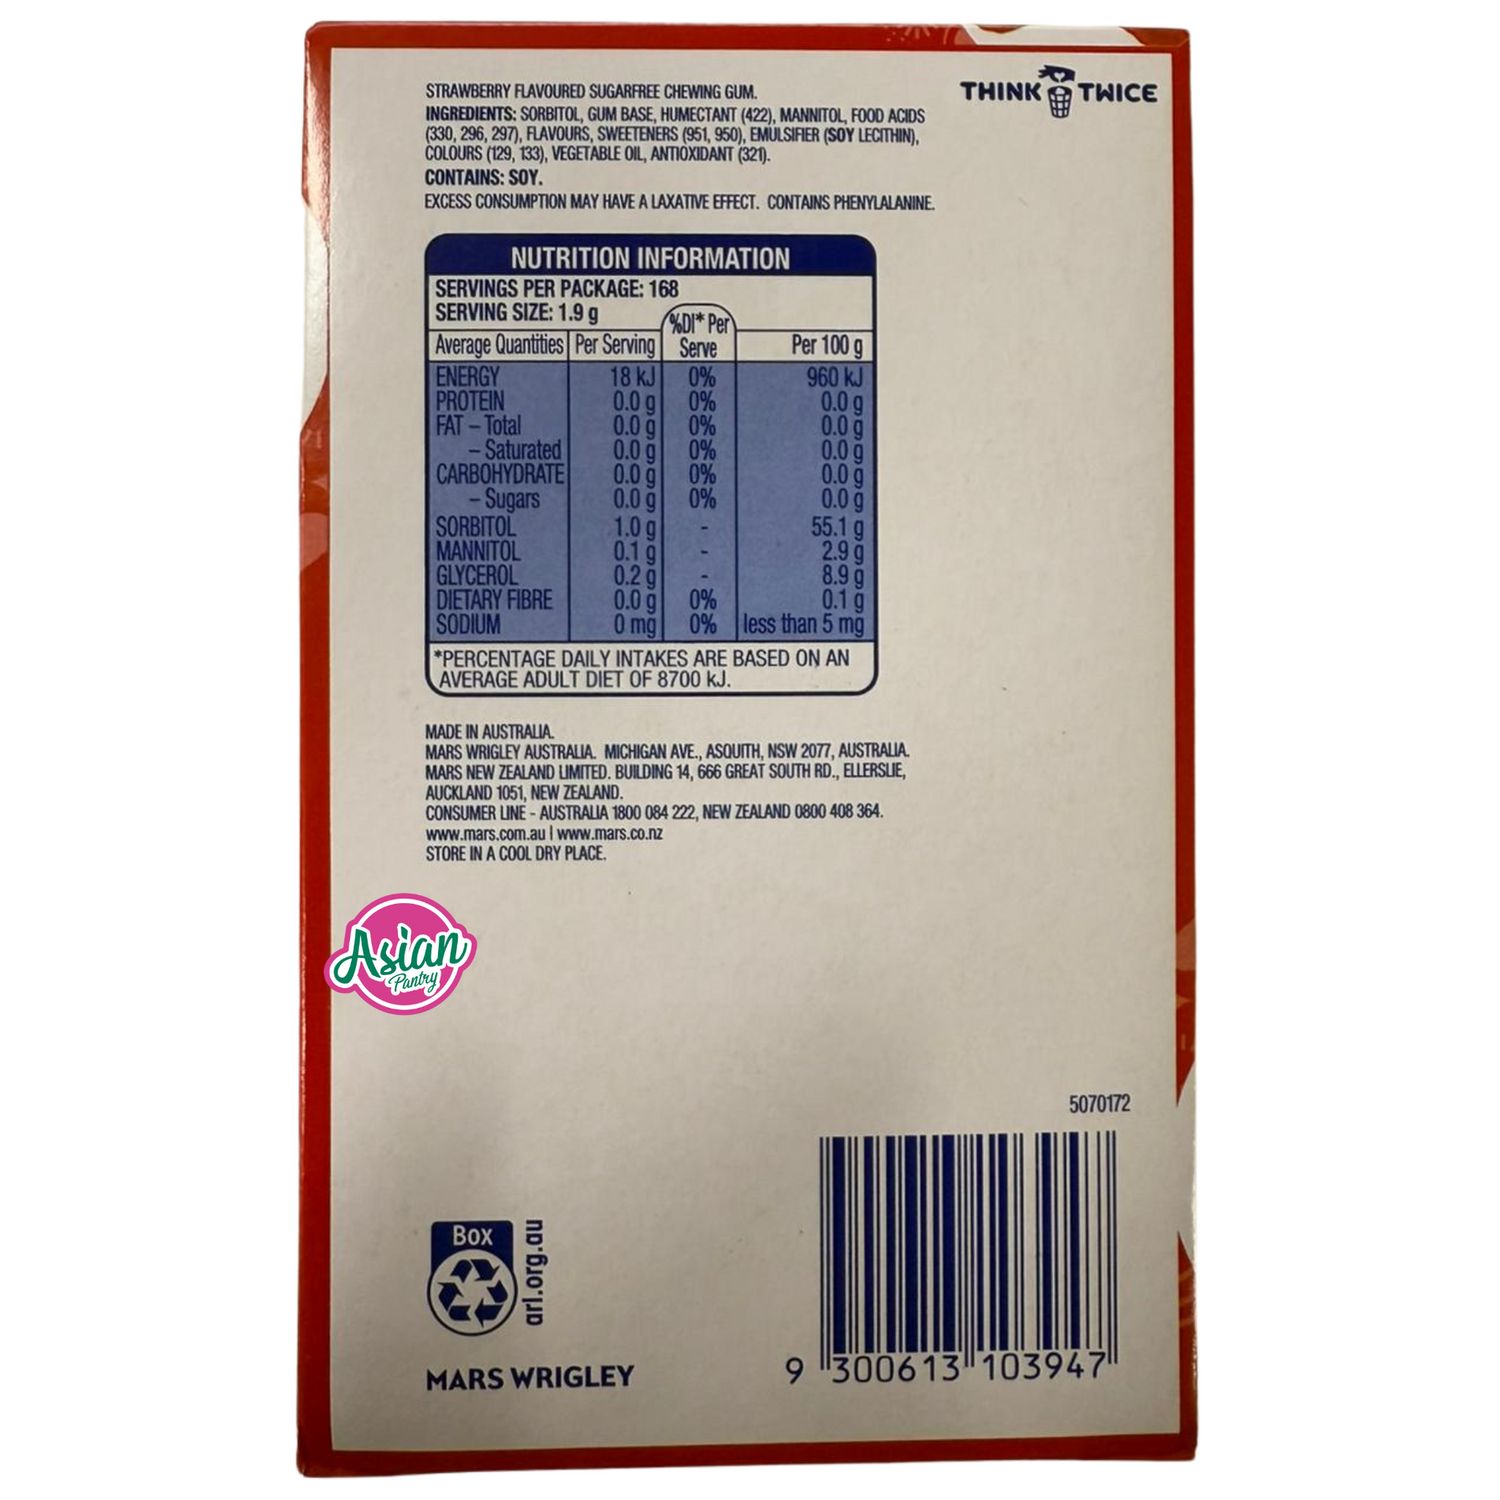 THINK TWICE
STRAWBERRY FLAVOURED SUGARFREE CHEWING GUM.
INGREDIENTS: SORBITOL, GUM BASE, HUMECTANT (422), MANNITOL, FOOD ACIDS
(330, 296, 297), FLAVOURS, SWEETENERS (951, 950), EMULSIFIER (SOY LECITHIN),
COLOURS (129, 133), VEGETABLE OIL, ANTIOXIDANT (321).
CONTAINS: SOY.
EXCESS CONSUMPTION MAY HAVE A LAXATIVE EFFECT. CONTAINS PHENYLALANINE.
NUTRITION INFORMATION
SERVINGS PER PACKAGE: 168
SERVING SIZE: 1.9 g
Average Quantities Per Serving %DI* Per Serve Per 100 g
ENERGY 18 kJ 0% 960 kJ
PROTEIN 0.0 g 0% 0.0 g
FAT – Total 0.0 g 0% 0.0 g
– Saturated 0.0 g 0% 0.0 g
CARBOHYDRATE 0.0 g 0% 0.0 g
– Sugars 0.0 g 0% 0.0 g
SORBITOL 1.0 g - 55.1 g
MANNITOL 0.1 g - 2.9 g
GLYCEROL 0.2 g - 8.9 g
DIETARY FIBRE 0.0 g 0% 0.1 g
SODIUM 0 mg 0% less than 5 mg
*PERCENTAGE DAILY INTAKES ARE BASED ON AN
AVERAGE ADULT DIET OF 8700 kJ.
MADE IN AUSTRALIA.
MARS WRIGLEY AUSTRALIA. MICHIGAN AVE., ASQUITH, NSW 2077, AUSTRALIA.
MARS NEW ZEALAND LIMITED. BUILDING 14, 666 GREAT SOUTH RD., ELLERSLIE,
AUCKLAND 1051, NEW ZEALAND.
CONSUMER LINE - AUSTRALIA 1800 084 222, NEW ZEALAND 0800 408 364.
www.mars.com.au | www.mars.co.nz
STORE IN A COOL DRY PLACE.
Asian
Pantry
5070172
Box
arl.org.au
MARS WRIGLEY
9 300613 103947